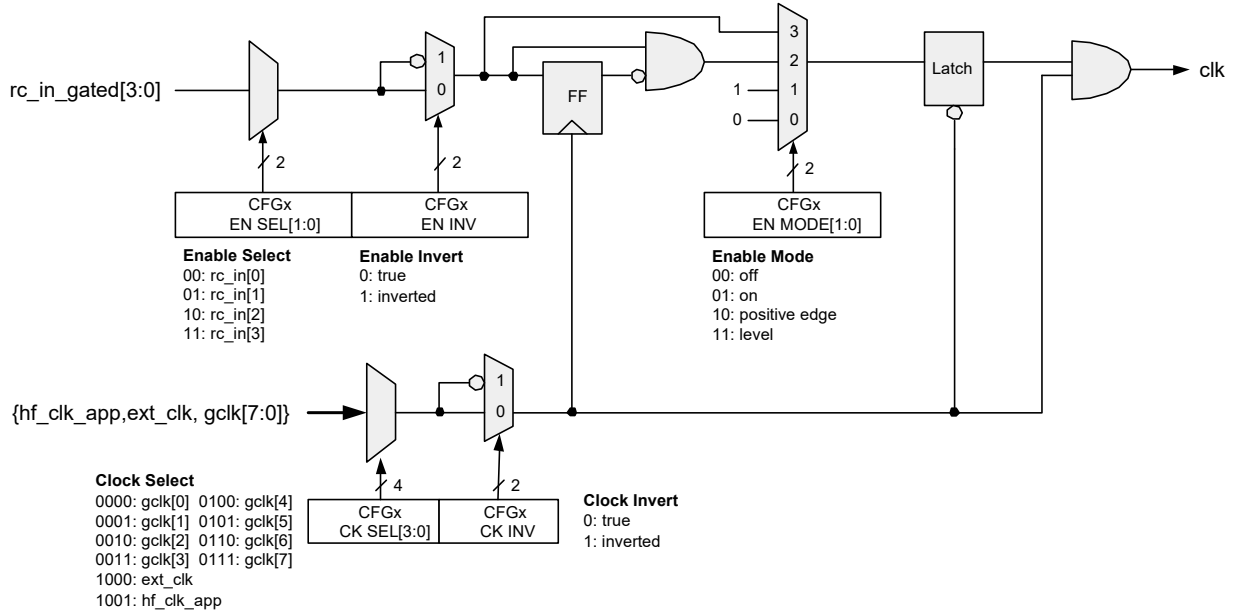 rc_in_gated[3:0]
1
0
FF
3
2
1
1
0
0
Latch
clk
2
2
2
CFGx
EN SEL[1:0]
CFGx
EN INV
CFGx
EN MODE[1:0]
Enable Select
00: rc_in[0]
01: rc_in[1]
10: rc_in[2]
11: rc_in[3]
Enable Invert
0: true
1: inverted
Enable Mode
00: off
01: on
10: positive edge
11: level
{hf_clk_app,ext_clk, gclk[7:0]}
1
0
4
2
Clock Select
0000: gclk[0] 0100: gclk[4]
0001: gclk[1] 0101: gclk[5]
0010: gclk[2] 0110: gclk[6]
0011: gclk[3] 0111: gclk[7]
1000: ext_clk
1001: hf_clk_app
CFGx
CK SEL[3:0]
CFGx
CK INV
Clock Invert
0: true
1: inverted